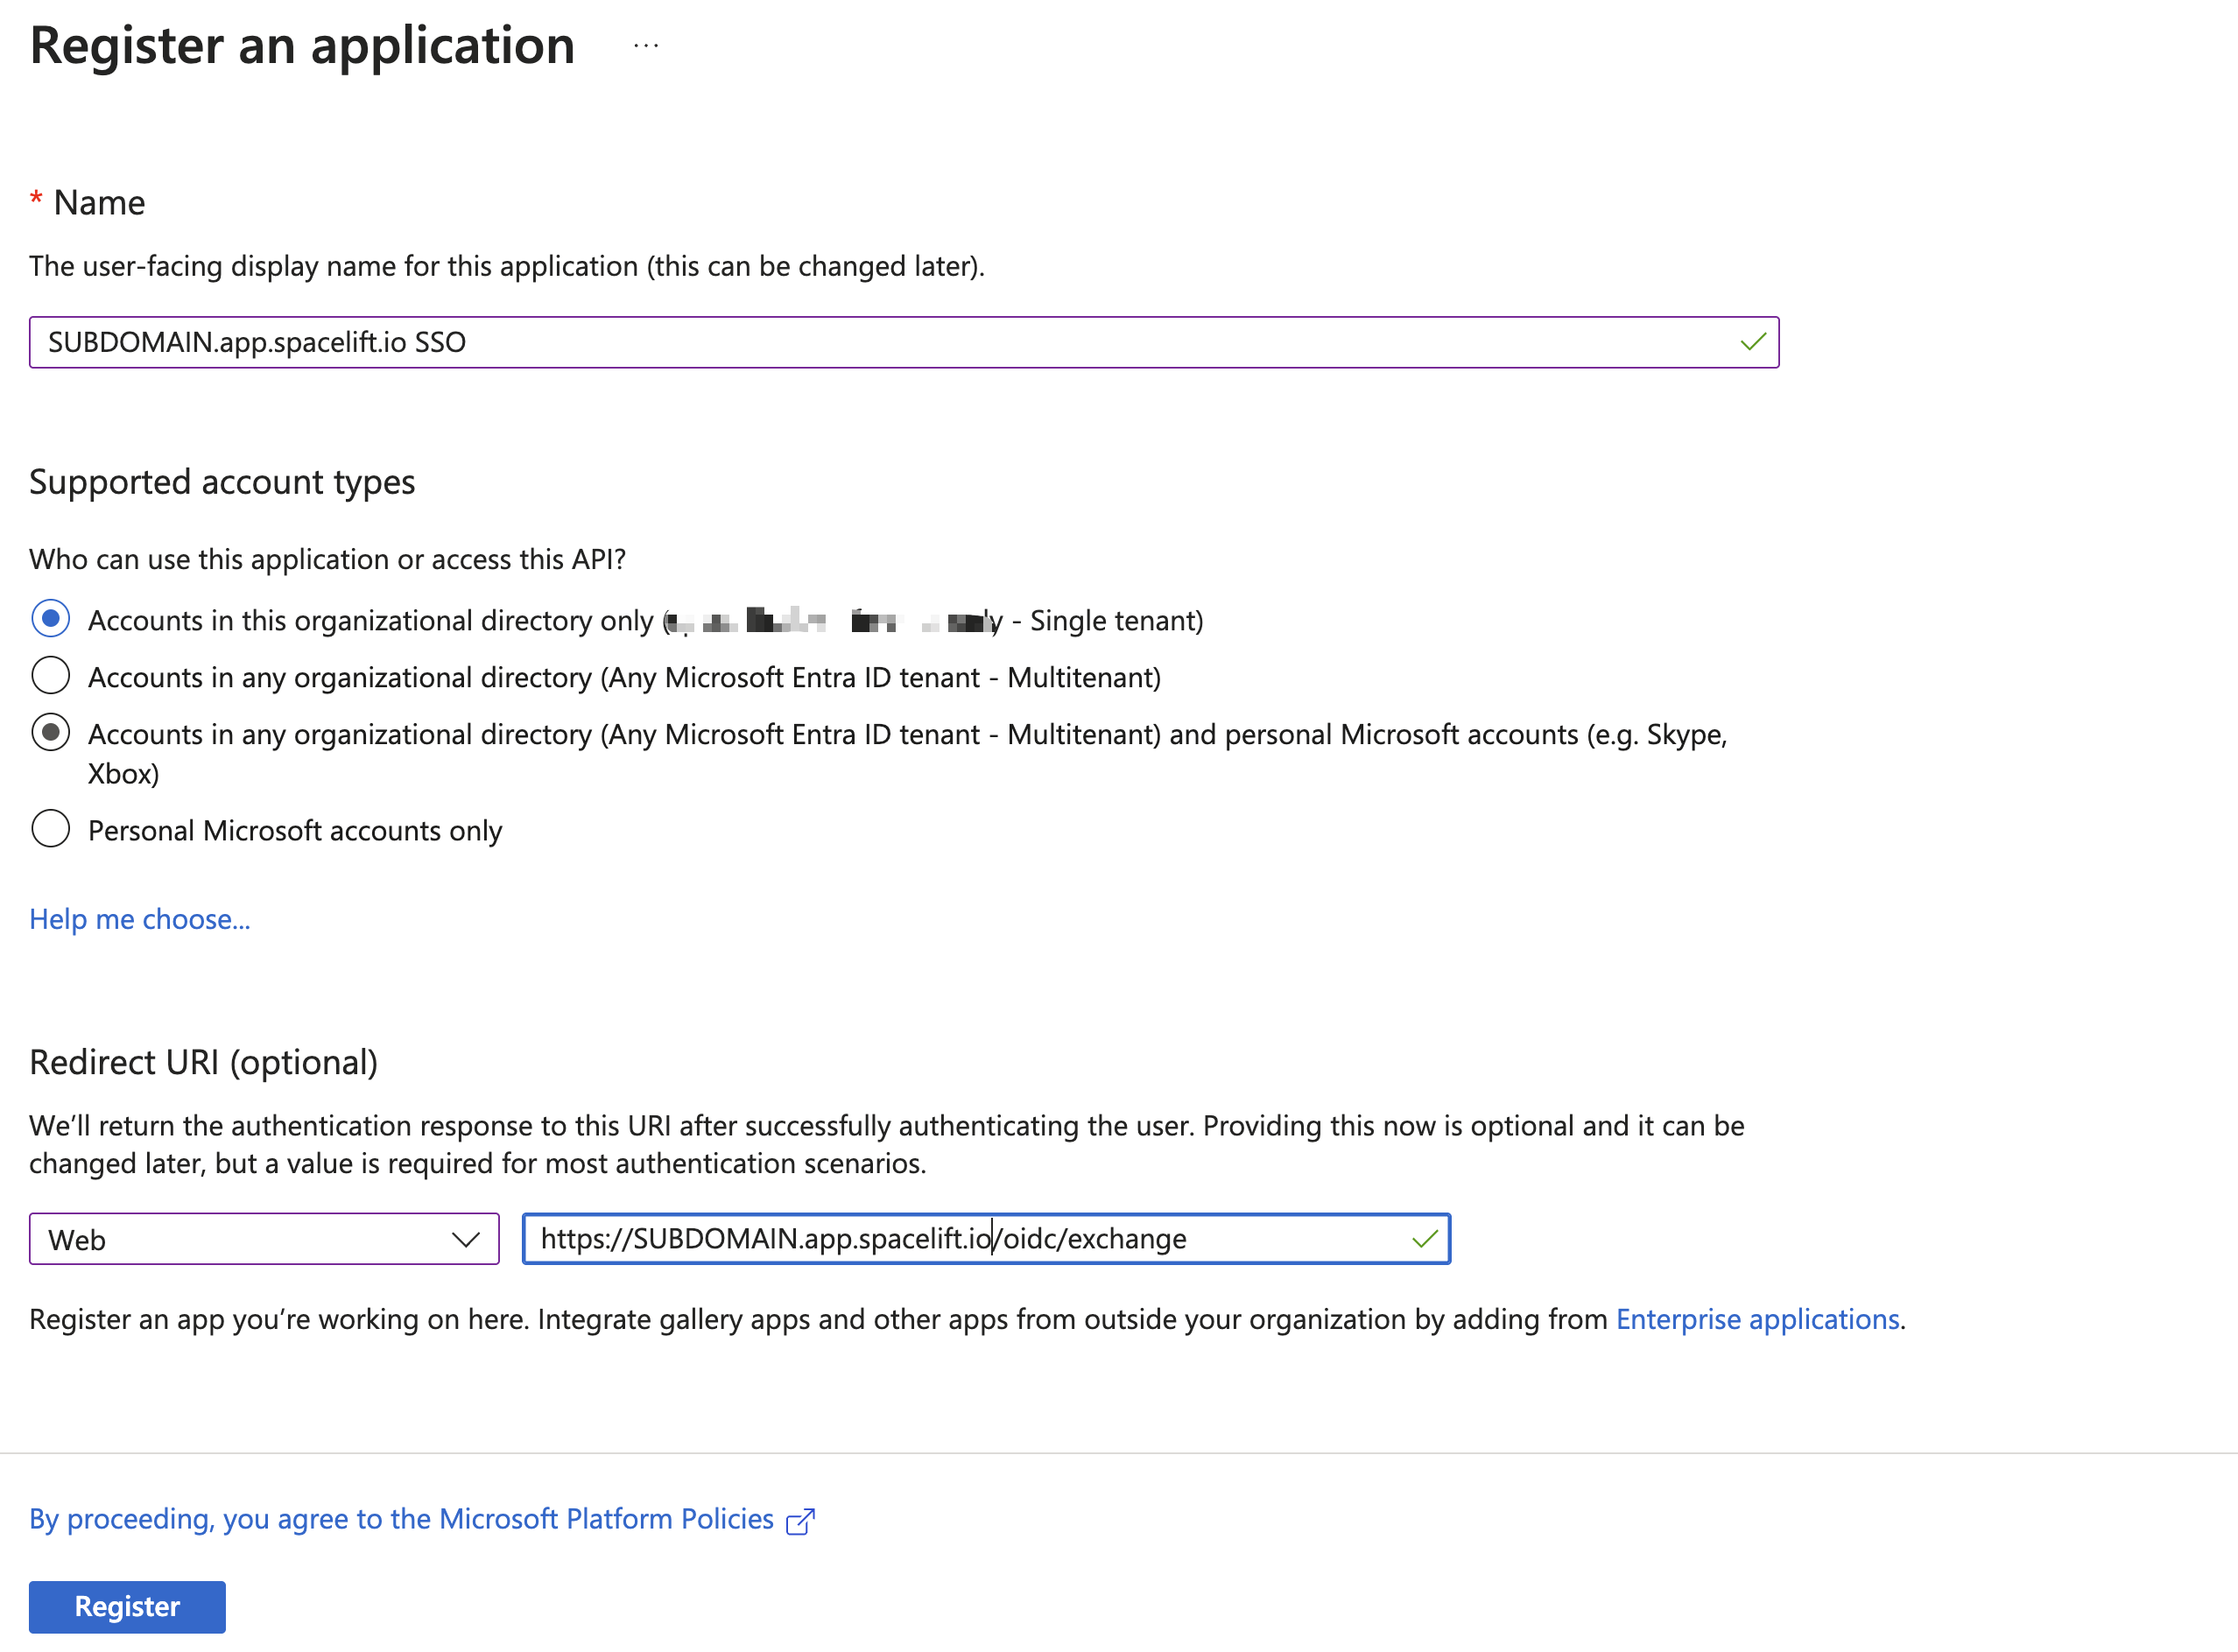 Register an application ...
* Name
The user-facing display name for this application (this can be changed later).
SUBDOMAIN.app.spacelift.io SSO
Supported account types
Who can use this application or access this API?
Accounts in this organizational directory only ( - Single tenant)
Accounts in any organizational directory (Any Microsoft Entra ID tenant - Multitenant)
Accounts in any organizational directory (Any Microsoft Entra ID tenant - Multitenant) and personal Microsoft accounts (e.g. Skype,
Xbox)
Personal Microsoft accounts only
Help me choose...
Redirect URI (optional)
We’ll return the authentication response to this URI after successfully authenticating the user. Providing this now is optional and it can be
changed later, but a value is required for most authentication scenarios.
Web
https://SUBDOMAIN.app.spacelift.io/oidc/exchange
Register an app you’re working on here. Integrate gallery apps and other apps from outside your organization by adding from Enterprise applications.
By proceeding, you agree to the Microsoft Platform Policies
Register